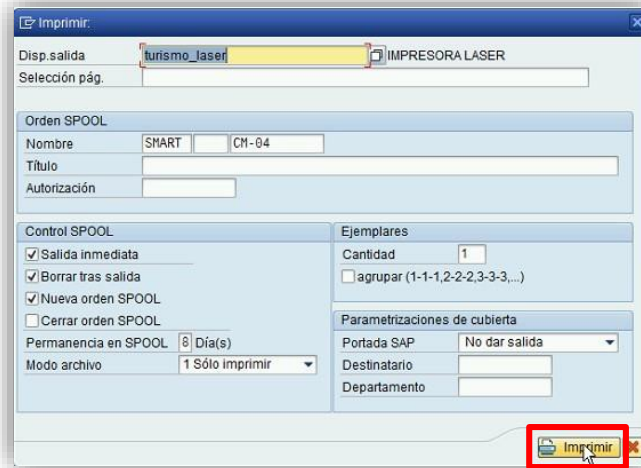 Imprimir:
Disp.salida turismo_laser IMPRESORA LASER
Selección pág.
Orden SPOOL
Nombre SMART CM-04
Título
Autorización
Control SPOOL
Salida inmediata
Borrar tras salida
Nueva orden SPOOL
Cerrar orden SPOOL
Permanencia en SPOOL 8 Día(s)
Modo archivo 1 Sólo imprimir
Ejemplares
Cantidad 1
agrupar (1-1-1,2-2-2,3-3-3,...)
Parametrizaciones de cubierta
Portada SAP No dar salida
Destinatario
Departamento
Imprimir